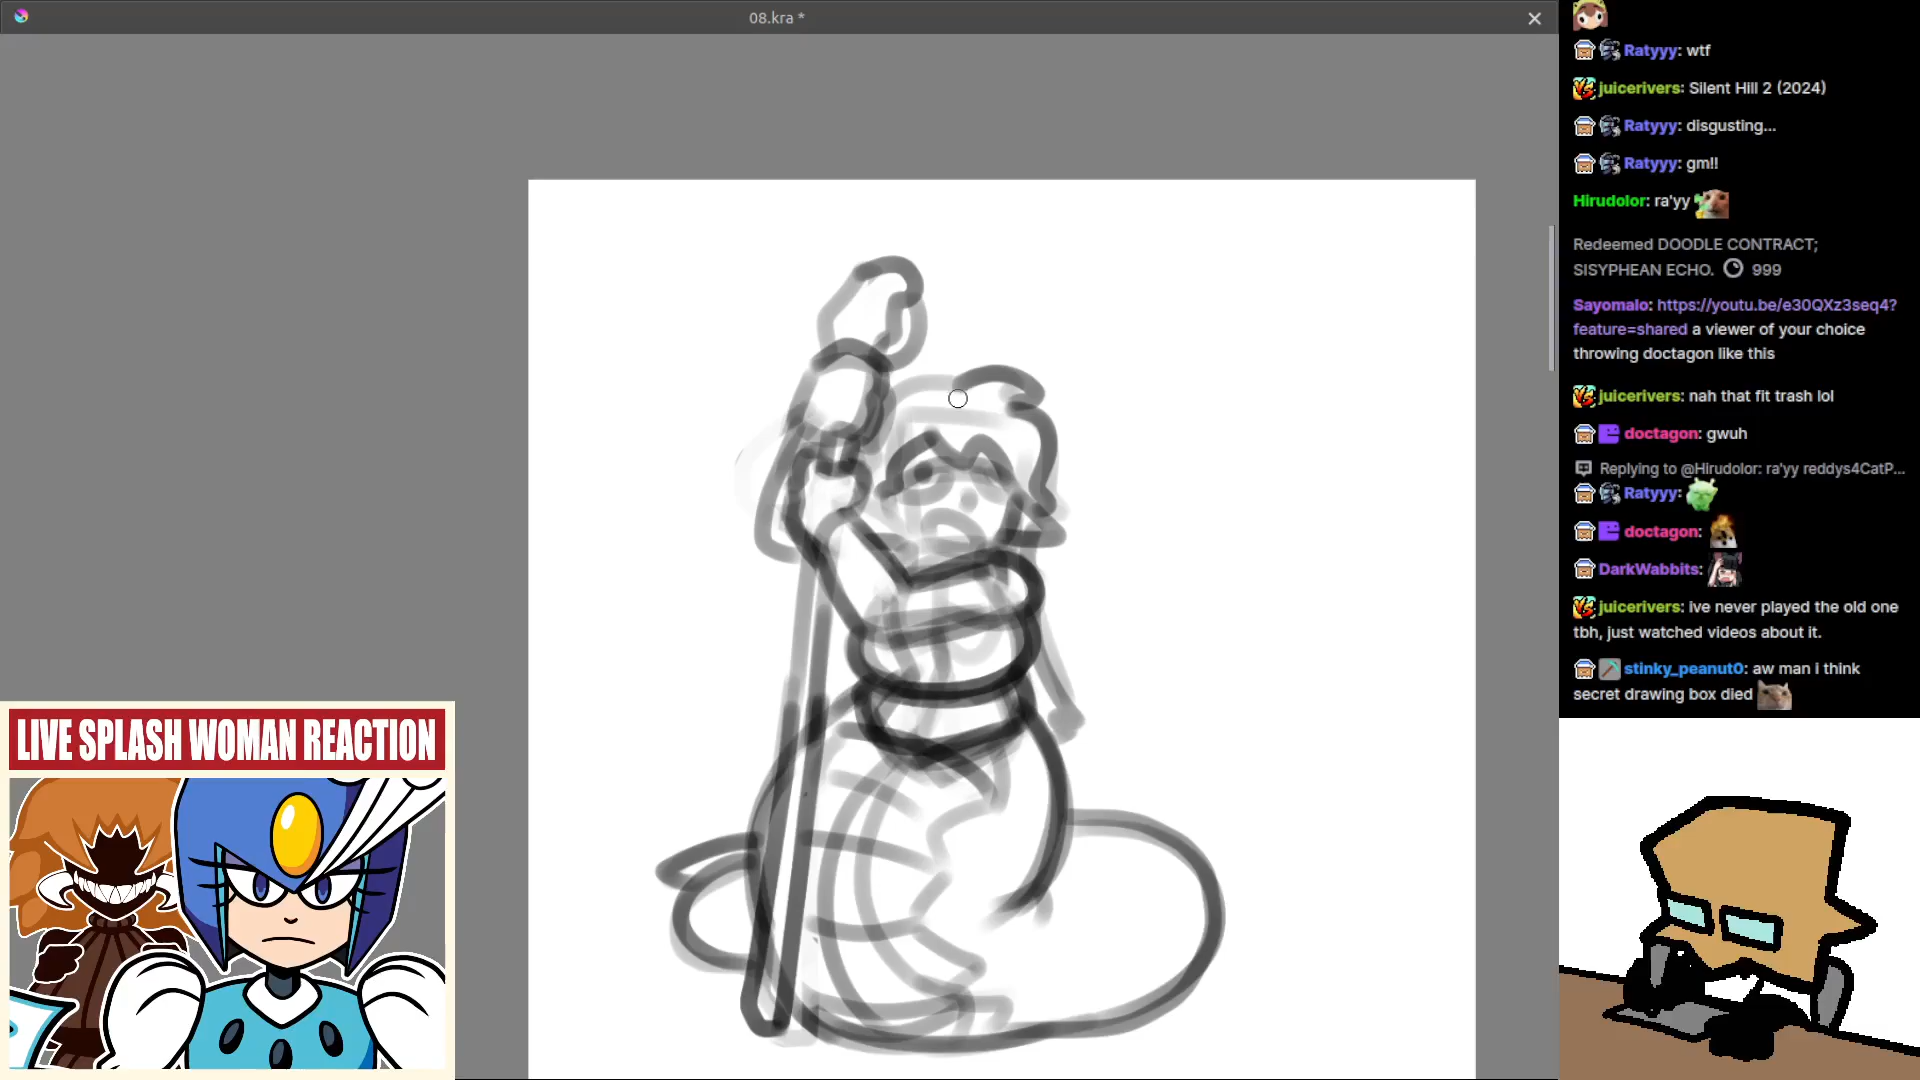 08.kra *
Ratyyy: wtf
juicerivers: Silent Hill 2 (2024)
Ratyyy: disgusting...
Ratyyy: gm!!
Hirudolor: ra'yy
Redeemed DOODLE CONTRACT;
SISYPHEAN ECHO. 999
Sayomalo: https://youtu.be/e30QXz3seq4?
feature=shared a viewer of your choice
throwing doctagon like this
juicerivers: nah that fit trash lol
doctagon: gwuh
Replying to @Hirudolor: ra'yy reddys4CatP...
Ratyyy:
doctagon:
DarkWabbits:
juicerivers: ive never played the old one
tbh, just watched videos about it.
stinky_peanut0: aw man i think
secret drawing box died
LIVE SPLASH WOMAN REACTION